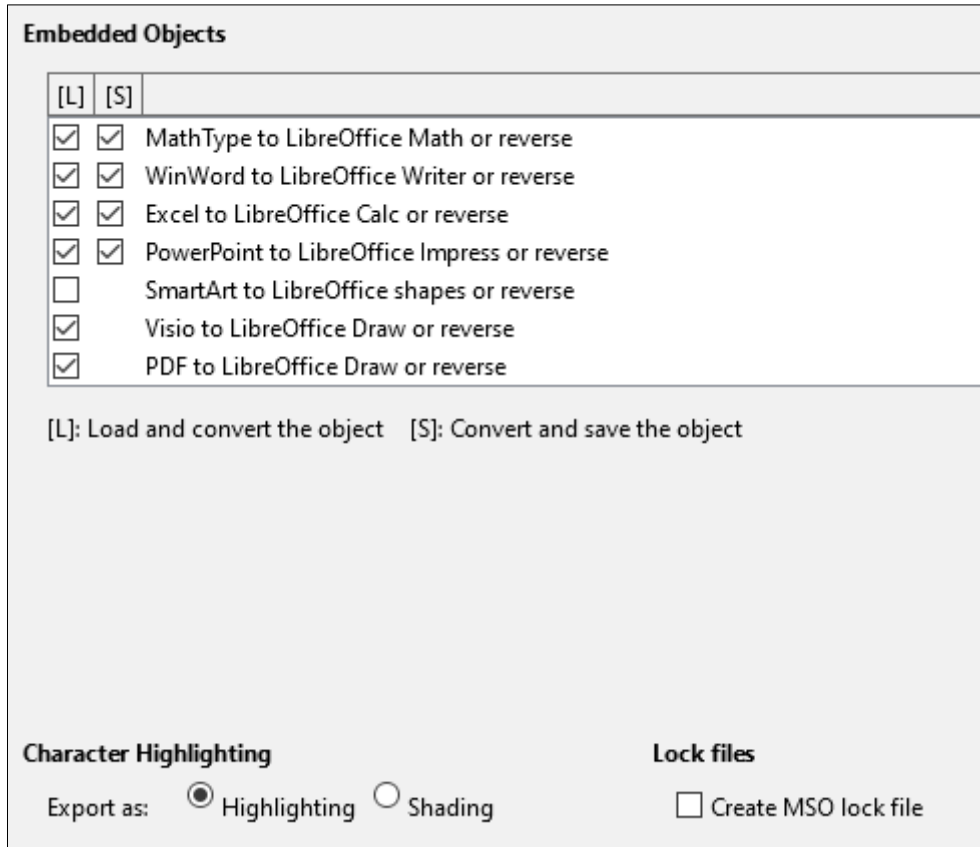 Embedded Objects
[L] [S]
MathType to LibreOffice Math or reverse
WinWord to LibreOffice Writer or reverse
Excel to LibreOffice Calc or reverse
PowerPoint to LibreOffice Impress or reverse
SmartArt to LibreOffice shapes or reverse
Visio to LibreOffice Draw or reverse
PDF to LibreOffice Draw or reverse
[L]: Load and convert the object [S]: Convert and save the object
Character Highlighting Lock files
Export as: Highlighting Shading Create MSO lock file